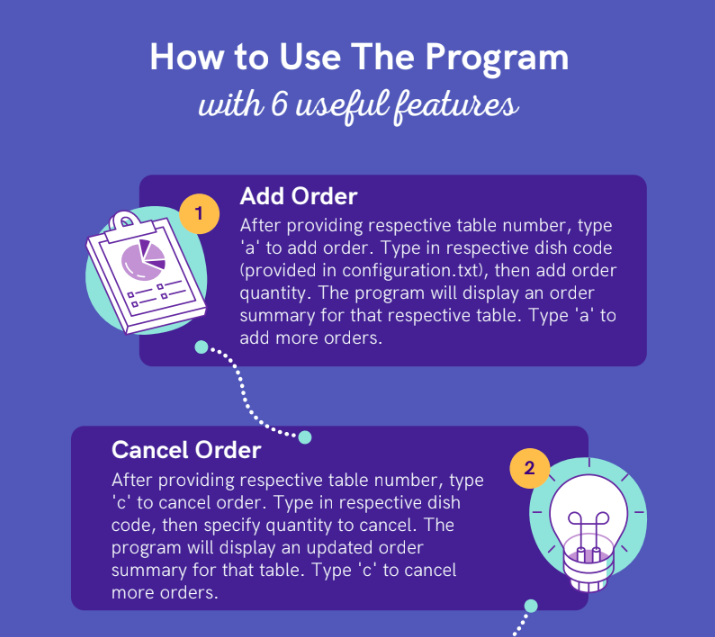 How to Use The Program
with 6 useful features
1
Add Order
After providing respective table number, type
'a' to add order. Type in respective dish code
(provided in configuration.txt), then add order
quantity. The program will display an order
summary for that respective table. Type 'a' to
add more orders.
Cancel Order
2
After providing respective table number, type
'c' to cancel order. Type in respective dish
code, then specify quantity to cancel. The
program will display an updated order
summary for that table. Type 'c' to cancel
more orders.